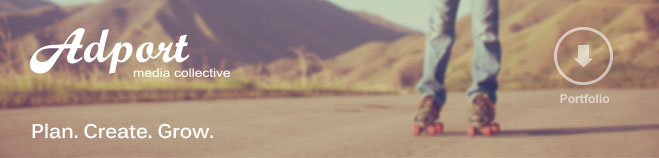 Adport
media collective
Portfolio
Plan. Create. Grow.